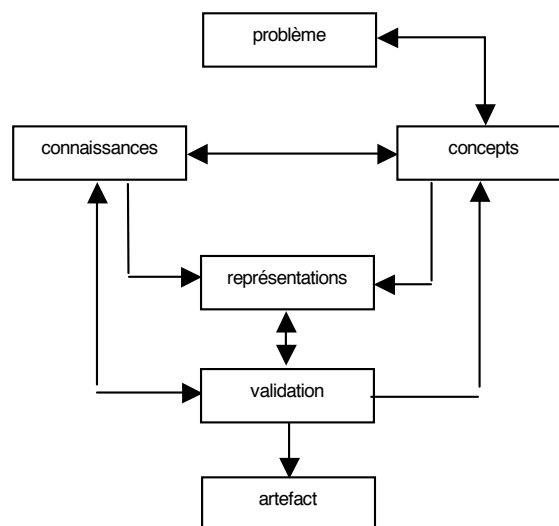 problème
connaissances
concepts
représentations
validation
artefact